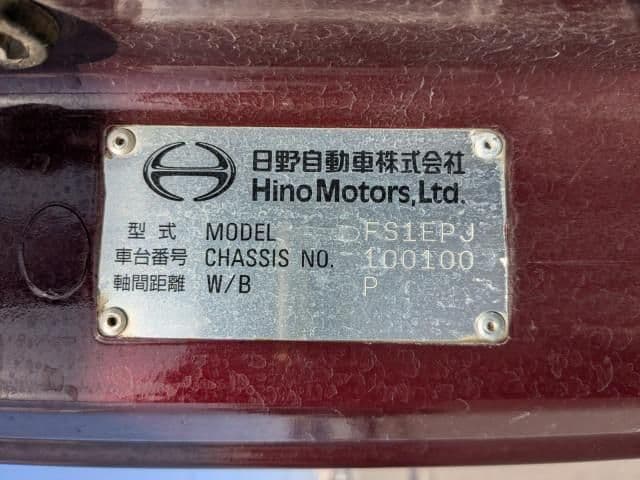 日野自動車株式会社
Hino Motors, Ltd.
型式 MODEL FS1EPJ
車台番号 CHASSIS NO. -100100
軸間距離 W/B P